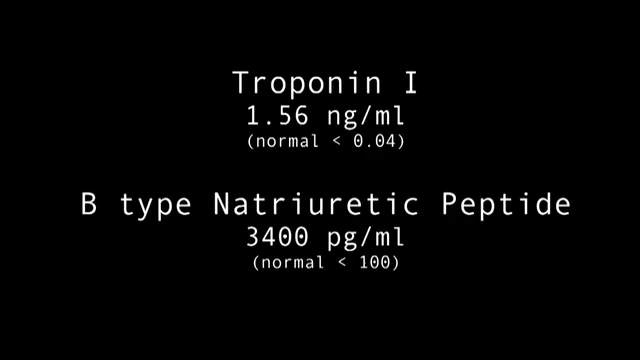 Troponin I
1.56 ng/ml
(normal < 0.04)
B type Natriuretic Peptide
3400 pg/ml
(normal < 100)